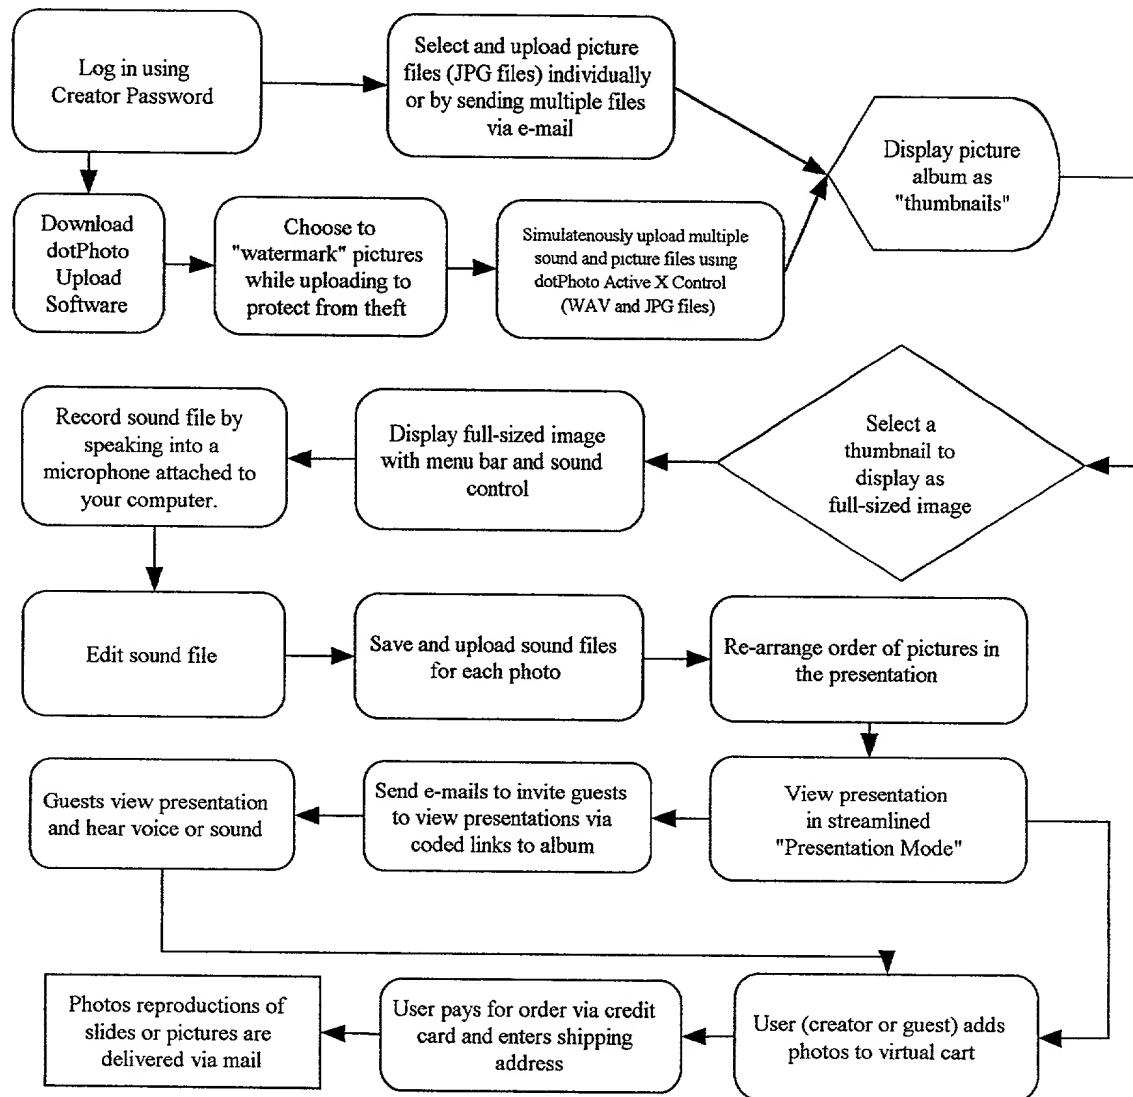 Log in using
Creator Password
Select and upload picture
files (JPG files) individually
or by sending multiple files
via e-mail
Display picture
album as
"thumbnails"
Download
dotPhoto
Upload
Software
Choose to
"watermark" pictures
while uploading to
protect from theft
Simulatenously upload multiple
sound and picture files using
dotPhoto Active X Control
(WAV and JPG files)
Record sound file by
speaking into a
microphone attached to
your computer.
Display full-sized image
with menu bar and sound
control
Select a
thumbnail to
display as
full-sized image
Edit sound file
Save and upload sound files
for each photo
Re-arrange order of pictures in
the presentation
Guests view presentation
and hear voice or sound
Send e-mails to invite guests
to view presentations via
coded links to album
View presentation
in streamlined
"Presentation Mode"
Photos reproductions of
slides or pictures are
delivered via mail
User pays for order via credit
card and enters shipping
address
User (creator or guest) adds
photos to virtual cart